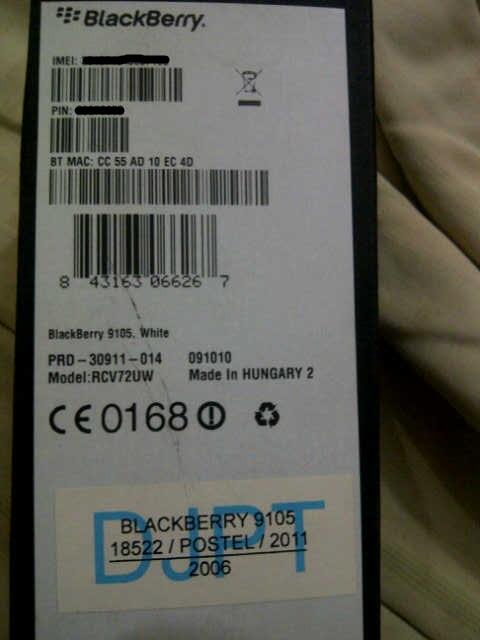 BlackBerry.
IMEI:
PIN:
BT MAC: CC 55 AD 10 EC 4D
8 43163 06626 7
BlackBerry 9105, White
PRD-30911-014 091010
Model:RCV72UW Made In HUNGARY 2
CE0168
DJPT
BLACKBERRY 9105
18522 / POSTEL / 2011
2006